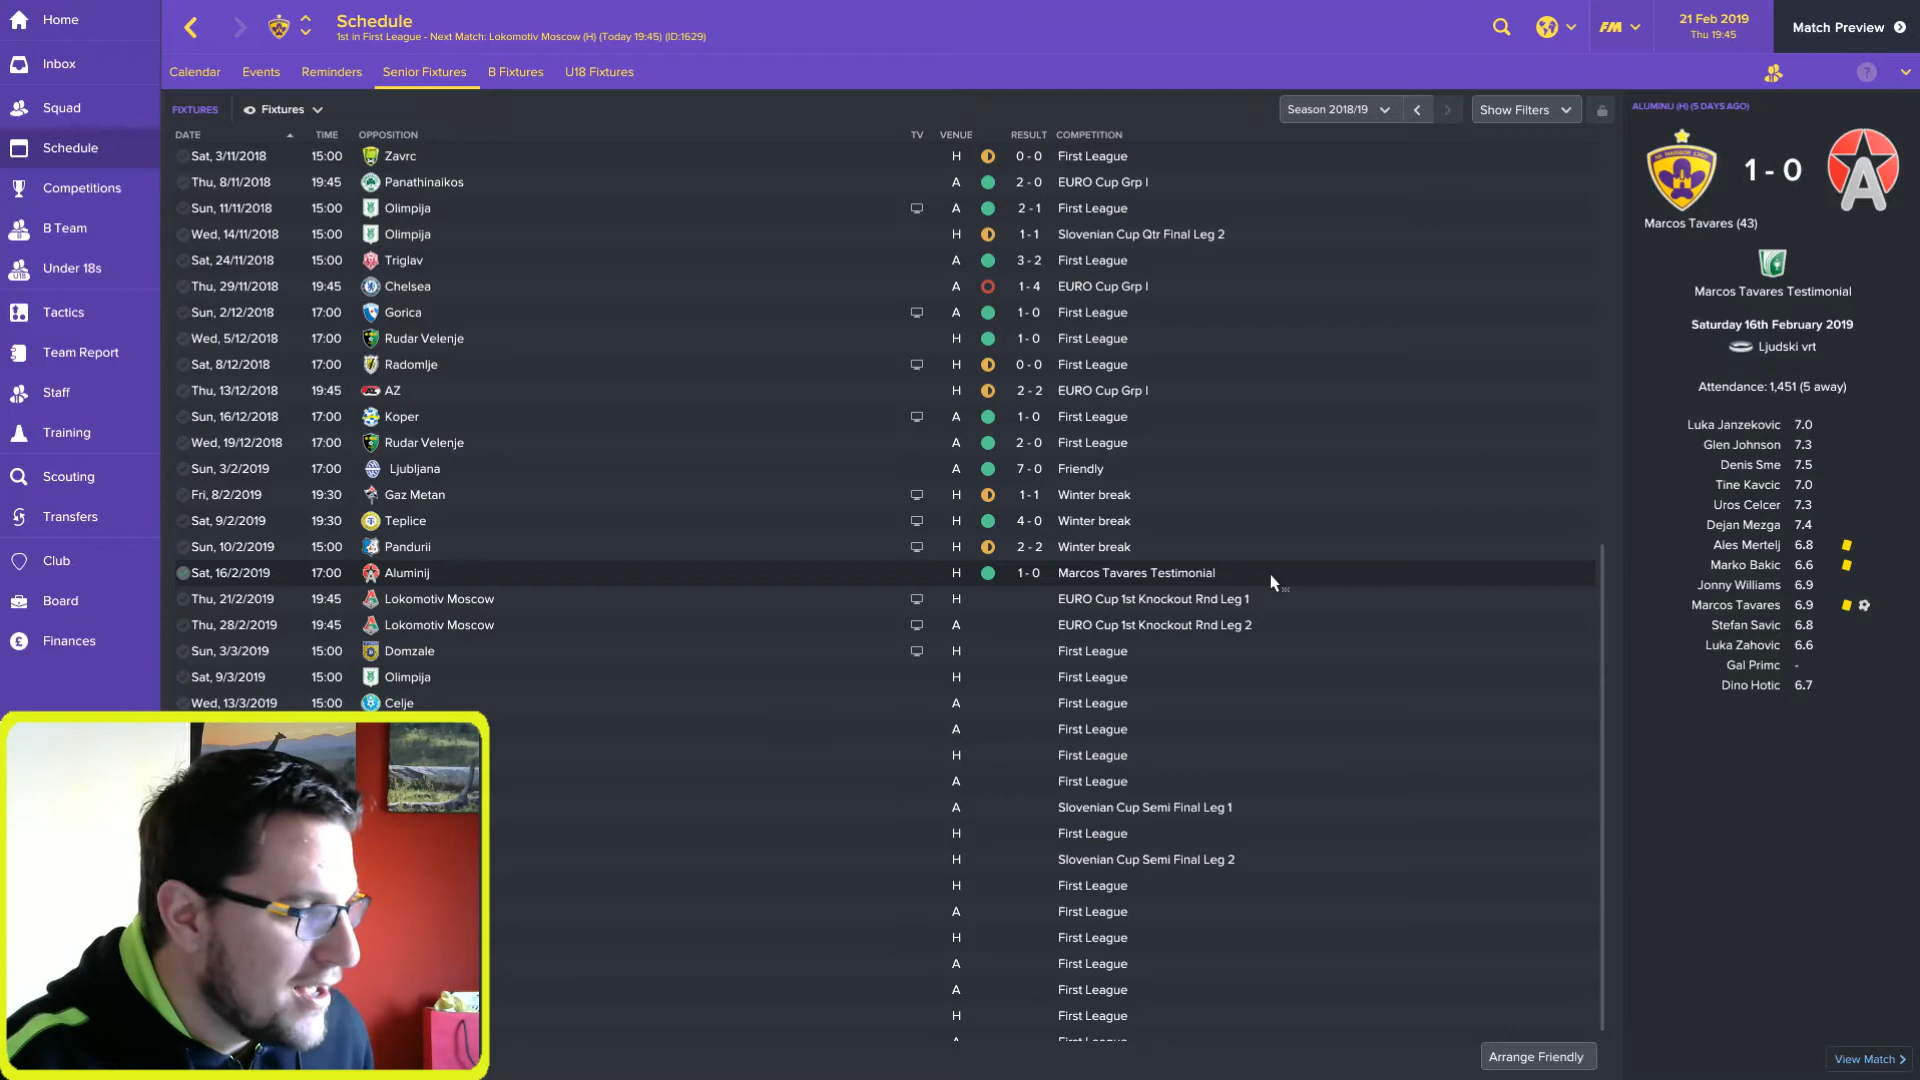 Home
Inbox
Squad
Schedule
Competitions
B Team
Under 18s
Tactics
Team Report
Staff
Training
Scouting
Transfers
Club
Board
Finances
Schedule
1st in First League - Next Match: Lokomotiv Moscow (H) (Today 19:45) (ID:1629)
FM
21 Feb 2019
Thu 19:45
Match Preview
Calendar Events Reminders Senior Fixtures B Fixtures U18 Fixtures
FIXTURES Fixtures Season 2018/19 Show Filters
DATE TIME OPPOSITION TV VENUE RESULT COMPETITION
Sat, 3/11/2018 15:00 Zavrc H 0 - 0 First League
Thu, 8/11/2018 19:45 Panathinaikos A 2 - 0 EURO Cup Grp I
Sun, 11/11/2018 15:00 Olimpija A 2 - 1 First League
Wed, 14/11/2018 15:00 Olimpija H 1 - 1 Slovenian Cup Qtr Final Leg 2
Sat, 24/11/2018 15:00 Triglav A 3 - 2 First League
Thu, 29/11/2018 19:45 Chelsea A 1 - 4 EURO Cup Grp I
Sun, 2/12/2018 17:00 Gorica A 1 - 0 First League
Wed, 5/12/2018 17:00 Rudar Velenje H 1 - 0 First League
Sat, 8/12/2018 17:00 Radomlje H 0 - 0 First League
Thu, 13/12/2018 19:45 AZ H 2 - 2 EURO Cup Grp I
Sun, 16/12/2018 17:00 Koper A 1 - 0 First League
Wed, 19/12/2018 17:00 Rudar Velenje A 2 - 0 First League
Sun, 3/2/2019 17:00 Ljubljana A 7 - 0 Friendly
Fri, 8/2/2019 19:30 Gaz Metan H 1 - 1 Winter break
Sat, 9/2/2019 19:30 Teplice H 4 - 0 Winter break
Sun, 10/2/2019 15:00 Pandurii H 2 - 2 Winter break
Sat, 16/2/2019 17:00 Aluminij H 1 - 0 Marcos Tavares Testimonial
Thu, 21/2/2019 19:45 Lokomotiv Moscow H EURO Cup 1st Knockout Rnd Leg 1
Thu, 28/2/2019 19:45 Lokomotiv Moscow A EURO Cup 1st Knockout Rnd Leg 2
Sun, 3/3/2019 15:00 Domzale H First League
Sat, 9/3/2019 15:00 Olimpija H First League
Wed, 13/3/2019 15:00 Celje A First League
A First League
H First League
A First League
A Slovenian Cup Semi Final Leg 1
H First League
H Slovenian Cup Semi Final Leg 2
H First League
A First League
H First League
A First League
A First League
H First League
Arrange Friendly
ALUMINIJ (H) (5 DAYS AGO)
1 - 0
Marcos Tavares (43)
Marcos Tavares Testimonial
Saturday 16th February 2019
Ljudski vrt
Attendance: 1,451 (5 away)
Luka Janzekovic 7.0
Glen Johnson 7.3
Denis Sme 7.5
Tine Kavcic 7.0
Uros Celcer 7.3
Dejan Mezga 7.4
Ales Mertelj 6.8
Marko Bakic 6.6
Jonny Williams 6.9
Marcos Tavares 6.9
Stefan Savic 6.8
Luka Zahovic 6.6
Gal Primc -
Dino Hotic 6.7
View Match